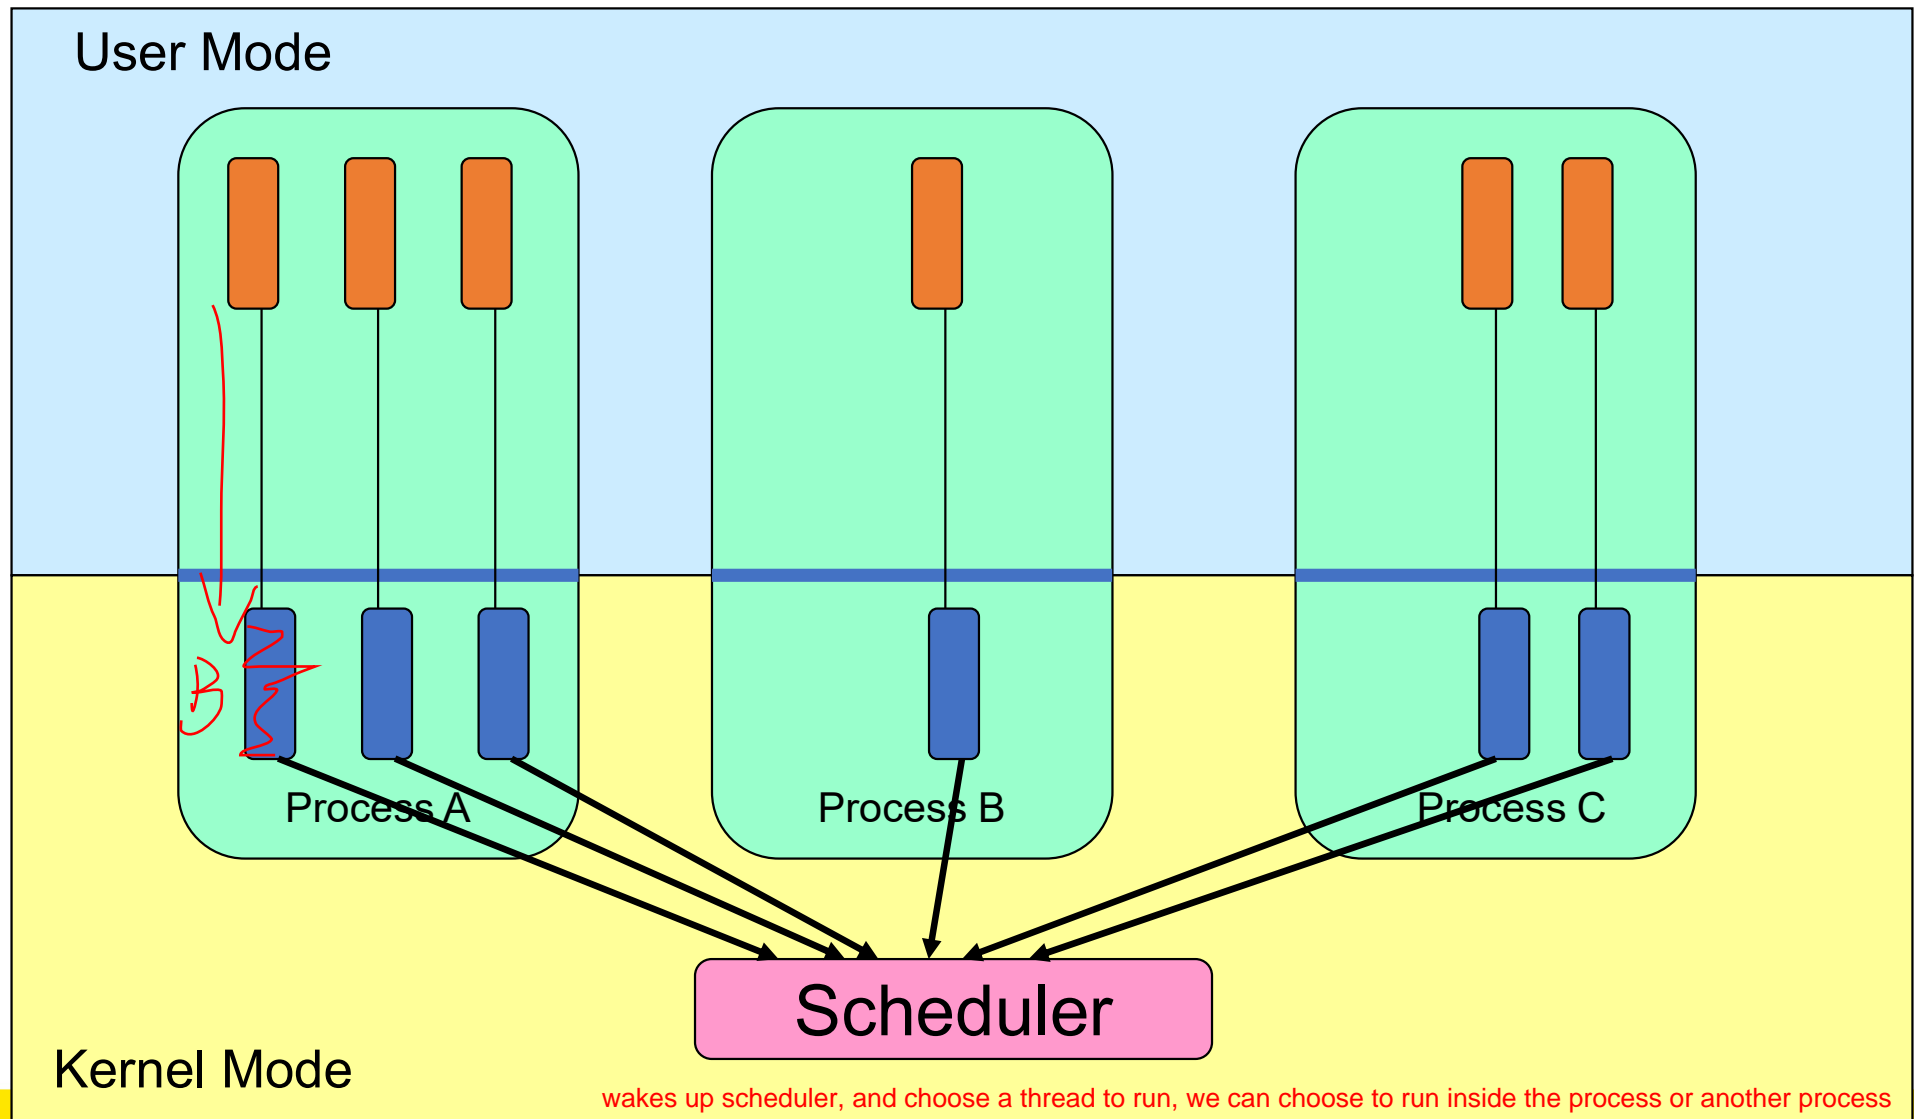 User Mode
B
Process A
Process B
Process C
Scheduler
Kernel Mode
wakes up scheduler, and choose a thread to run, we can choose to run inside the process or another process